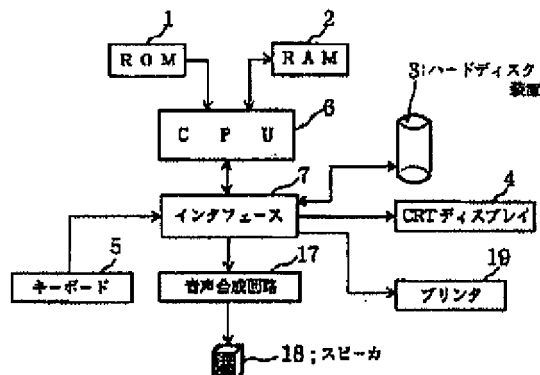 1
2
ROM
RAM
3:ハードディスク
装置
6
CPU
7
4
インタフェース
CRTディスプレイ
5
17
19
キーボード
音声合成回路
プリンタ
18;スピーカ